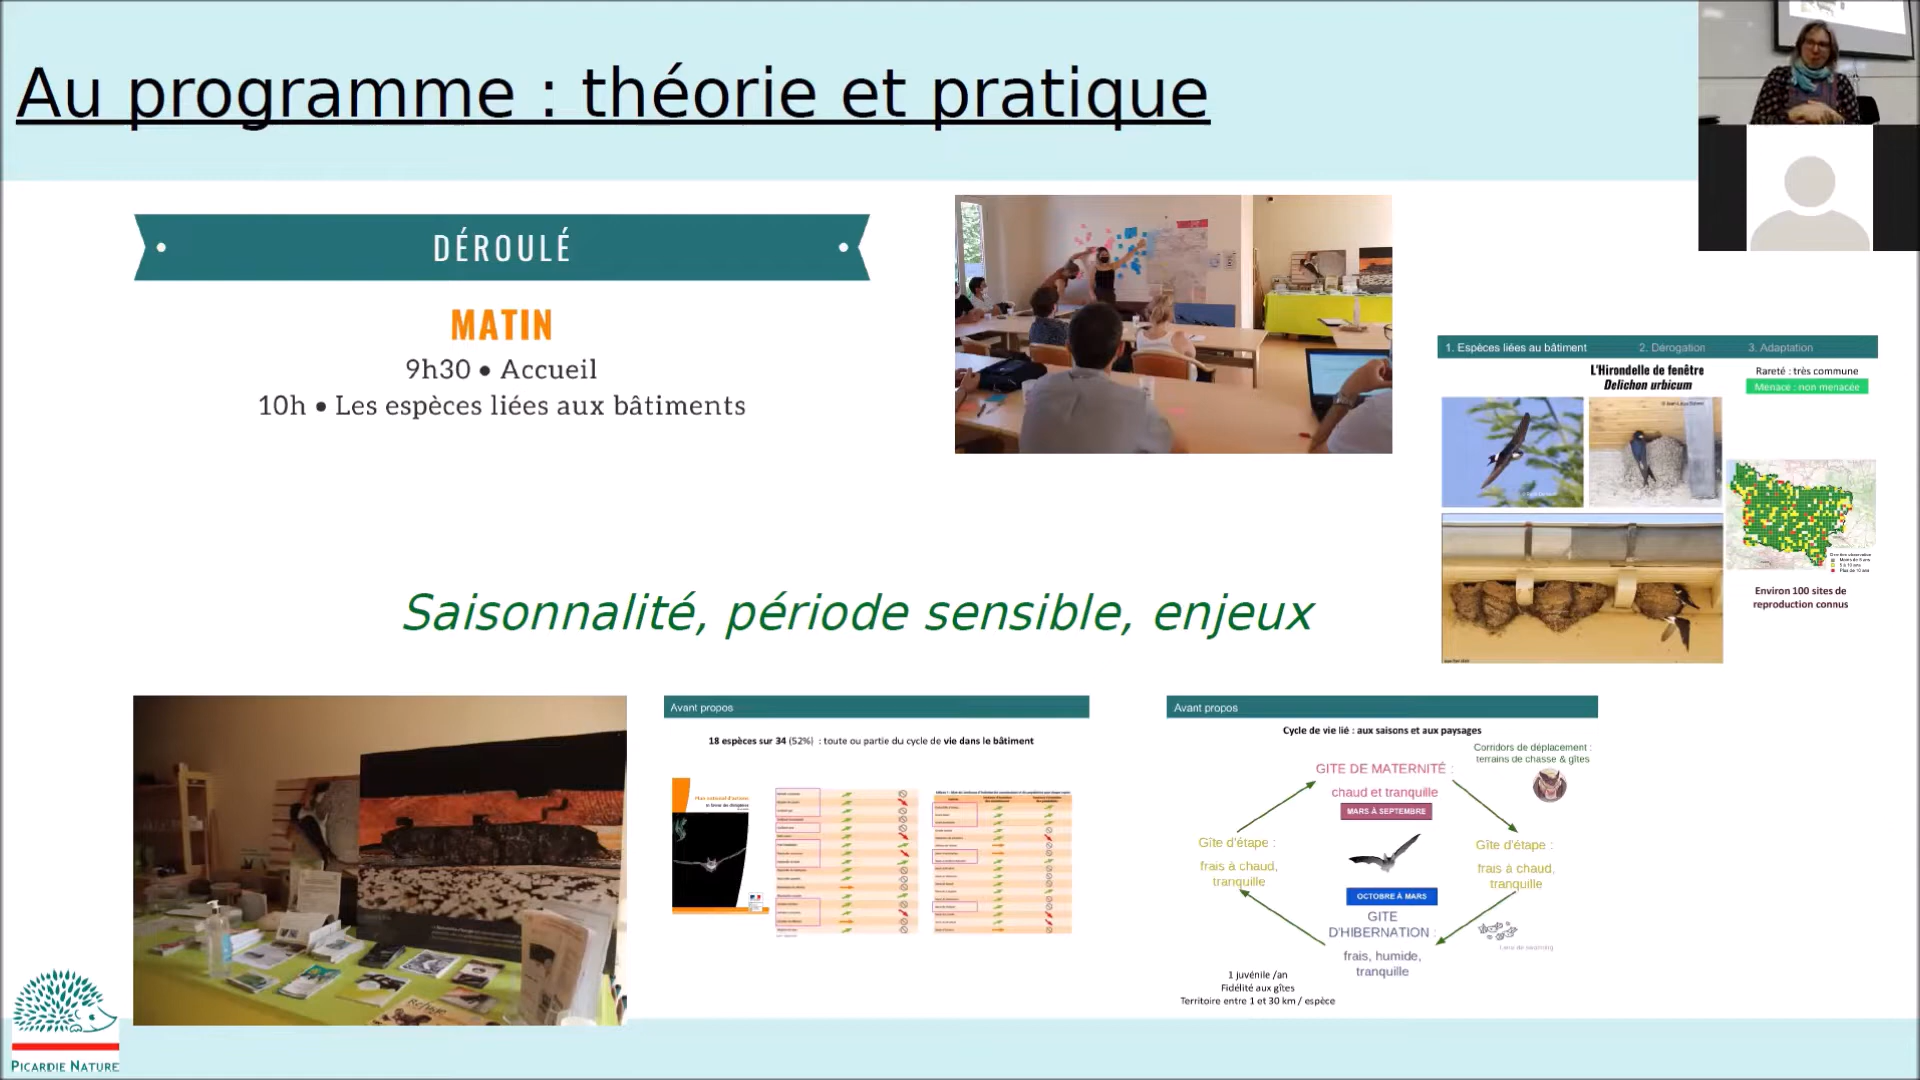 Au programme : théorie et pratique
DÉROULÉ
MATIN
9h30 • Accueil
10h • Les espèces liées aux bâtiments
1. Espèces liées au bâtiment 2. Dérogation 3. Adaptation
L'Hirondelle de fenêtre
Delichon urbicum
Rareté : très commune
Menace : non menacée
Environ 100 sites de
reproduction connus
Saisonnalité, période sensible, enjeux
Avant propos
18 espèces sur 34 (52%) : toute ou partie du cycle de vie dans le bâtiment
Plan national d'actions
Avant propos
Cycle de vie lié : aux saisons et aux paysages
Corridors de déplacement :
terrains de chasse & gîtes
GITE DE MATERNITÉ :
chaud et tranquille
MARS À SEPTEMBRE
Gîte d'étape :
frais à chaud,
tranquille
Gîte d'étape :
frais à chaud,
tranquille
OCTOBRE À MARS
GITE
D'HIBERNATION :
frais, humide,
tranquille
Lieux de swarming
1 juvénile /an
Fidélité aux gîtes
Territoire entre 1 et 30 km / espèce
PICARDIE NATURE